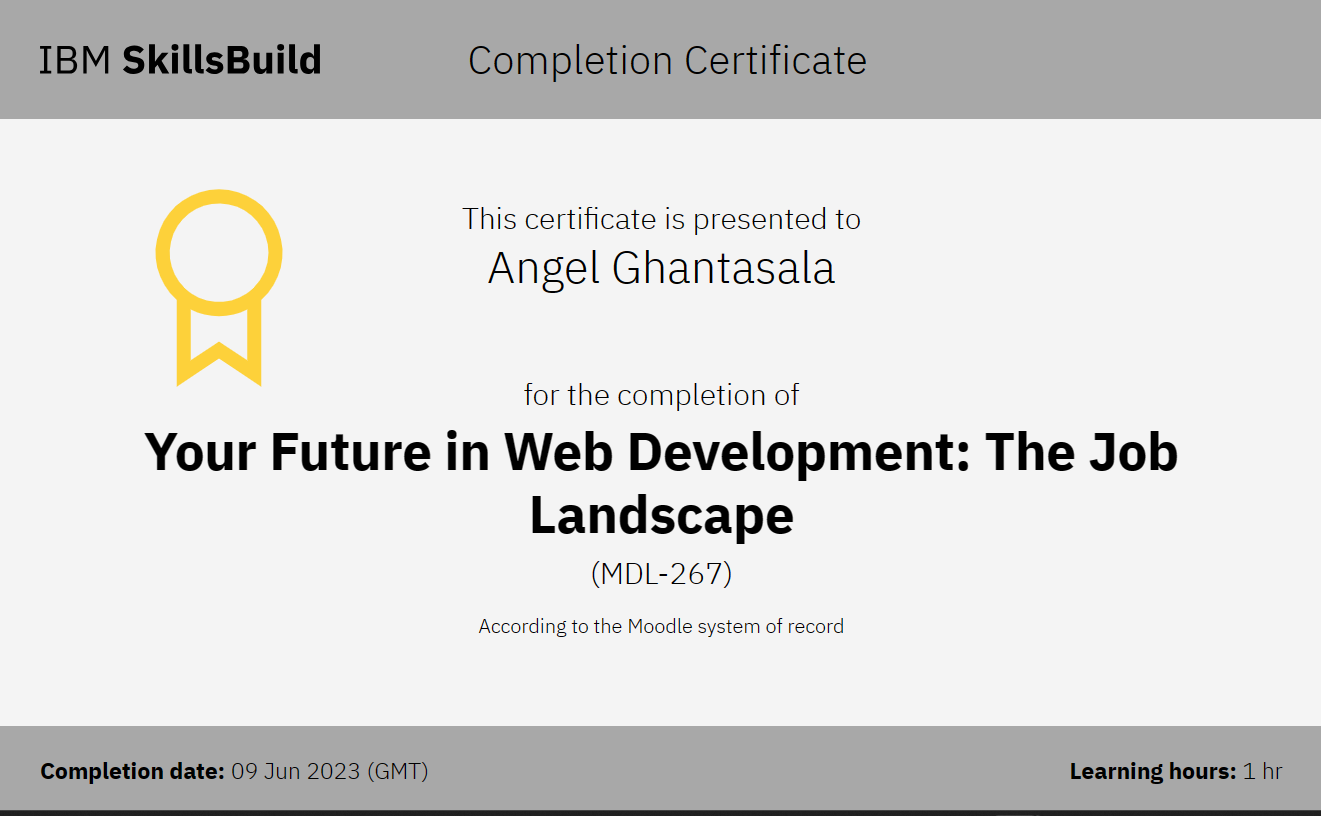 IBM SkillsBuild
Completion Certificate
This certificate is presented to
Angel Ghantasala
for the completion of
Your Future in Web Development: The Job
Landscape
(MDL-267)
According to the Moodle system of record
Completion date: 09 Jun 2023 (GMT)
Learning hours: 1 hr